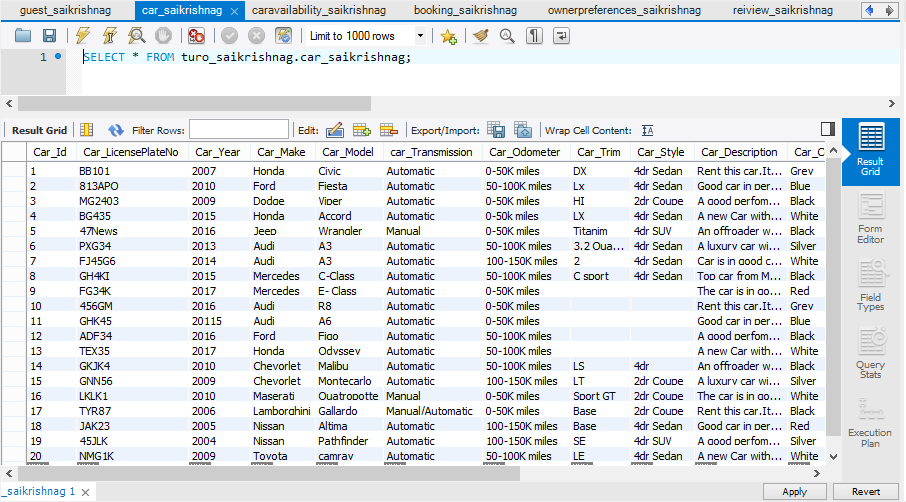 guest_saikrishnag car_saikrishnag caravailability_saikrishnag booking_saikrishnag ownerpreferences_saikrishnag reiview_saikrishnag
Limit to 1000 rows
1 SELECT * FROM turo_saikrishnag.car_saikrishnag;
Result Grid Filter Rows: Edit: Export/Import: Wrap Cell Content:
Car_Id Car_LicensePlateNo Car_Year Car_Make Car_Model car_Transmission Car_Odometer Car_Trim Car_Style Car_Description Car_C
1 BB101 2007 Honda Civic Automatic 0-50K miles DX 4dr Sedan Rent this car.It... Grey
2 813APO 2010 Ford Fiesta Automatic 50-100K miles Lx 4dr Sedan Good car in per... Blue
3 MG2403 2009 Dodge Viper Automatic 0-50K miles HI 2dr Coupe A good perfom... Black
4 BG435 2015 Honda Accord Automatic 0-50K miles LX 4dr Sedan A new Car with... White
5 47News 2016 Jeep Wrangler Manual 0-50K miles Titanim 4dr SUV An offroader w... Black
6 PXG34 2013 Audi A3 Automatic 50-100K miles 3.2 Qua... 4dr Sedan A luxury car wi... Silver
7 FJ45G6 2014 Audi A3 Automatic 100-150K miles 2 4dr Sedan Car is in good c... White
8 GH4KI 2015 Mercedes C-Class Automatic 50-100K miles C sport 4dr Sedan Top car from M... Black
9 FG34K 2017 Mercedes E- Class Automatic 0-50K miles The car is in go... Red
10 456GM 2016 Audi R8 Automatic 0-50K miles Rent this car.It... Grey
11 GHK45 20115 Audi A6 Automatic 0-50K miles Good car in per... Blue
12 ADF34 2016 Ford Figo Automatic 50-100K miles A good perfom... Black
13 TEX35 2017 Honda Odyssey Automatic 50-100K miles A new Car with... White
14 GKJK4 2010 Chevorlet Malibu Automatic 50-100K miles LS 4dr An offroader w... Black
15 GNN56 2009 Chevorlet Montecarlo Automatic 100-150K miles LT 2dr Coupe A luxury car wi... Silver
16 LKLK1 2010 Maserati Quatropotte Manual 0-50K miles Sport GT 2dr Coupe The car is in go... White
17 TYR87 2006 Lamborghini Gallardo Manual/Automatic 0-50K miles Base 2dr Coupe Rent this car.It... Black
18 JAK23 2005 Nissan Altima Automatic 100-150K miles Base 4dr Sedan Good car in per... Red
19 45JLK 2004 Nissan Pathfinder Automatic 100-150K miles SE 4dr SUV A good perfom... Silver
20 NMG1K 2009 Toyota camray Automatic 50-100K miles LE 4dr Sedan A new Car with... White
Result
Grid
Form
Editor
Field
Types
Query
Stats
Execution
Plan
_saikrishnag 1 Apply Revert